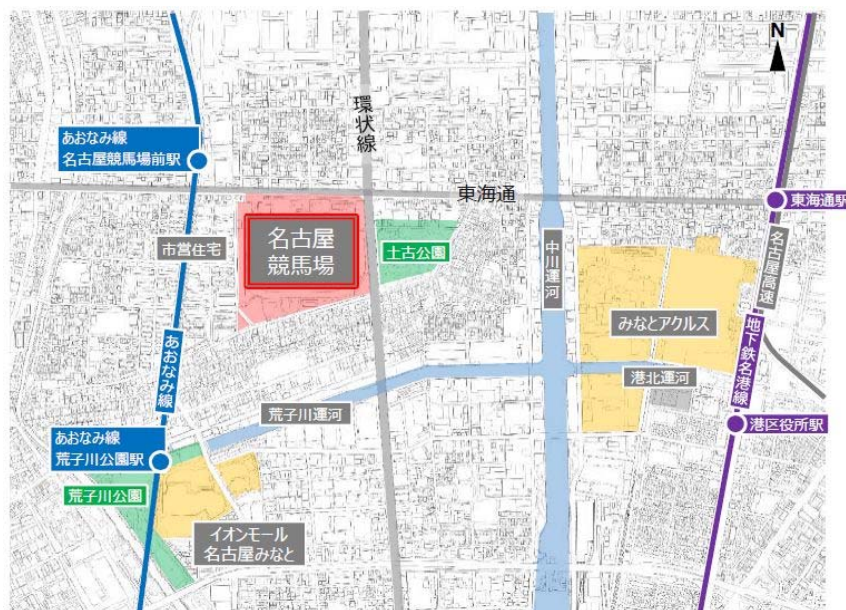 N
環状線
あおなみ線
名古屋競馬場前駅
東海通
東海通駅
市営住宅
名古屋
競馬場
土古公園
中川運河
名古屋高速
みなとアクルス
あおなみ線
地下鉄名港線
港北運河
荒子川運河
港区役所駅
あおなみ線
荒子川公園駅
荒子川公園
イオンモール
名古屋みなと